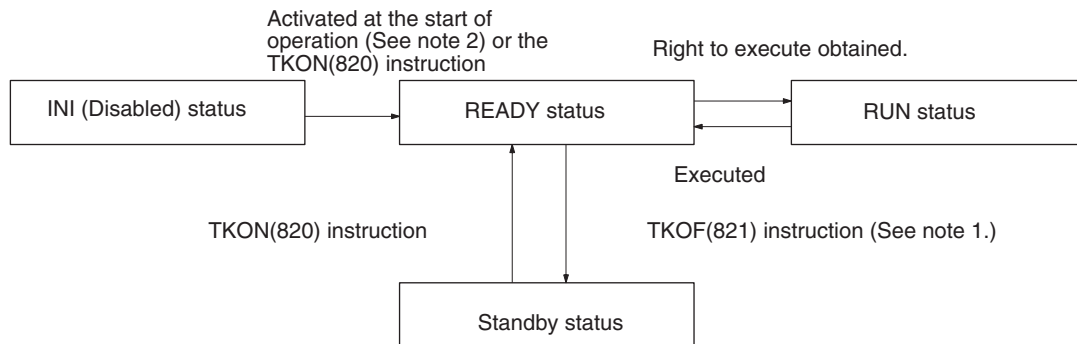 Activated at the start of
operation (See note 2) or the
TKON(820) instruction
Right to execute obtained.
INI (Disabled) status
READY status
RUN status
Executed
TKON(820) instruction
TKOF(821) instruction (See note 1.)
Standby status